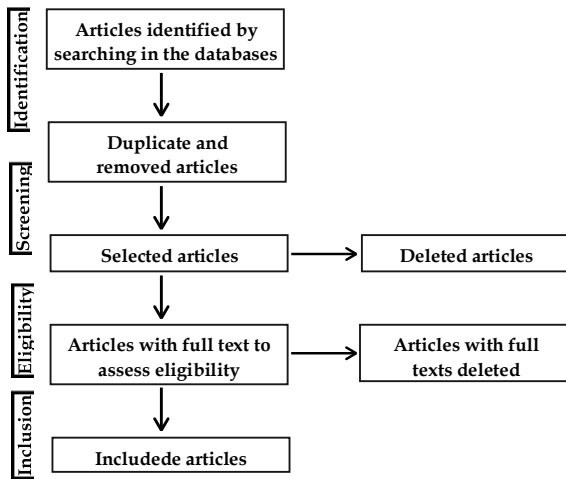 Identification
Articles identified by
searching in the databases
Duplicate and
removed articles
Screening
Selected articles
Deleted articles
Eligibility
Articles with full text to
assess eligibility
Articles with full
texts deleted
Inclusion
Includede articles